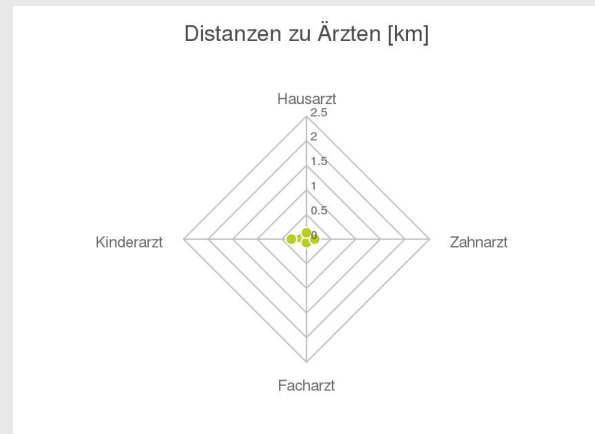 Distanzen zu Ärzten [km]
Hausarzt
2.5
2
1.5
1
0.5
0
Kinderarzt
Zahnarzt
Facharzt